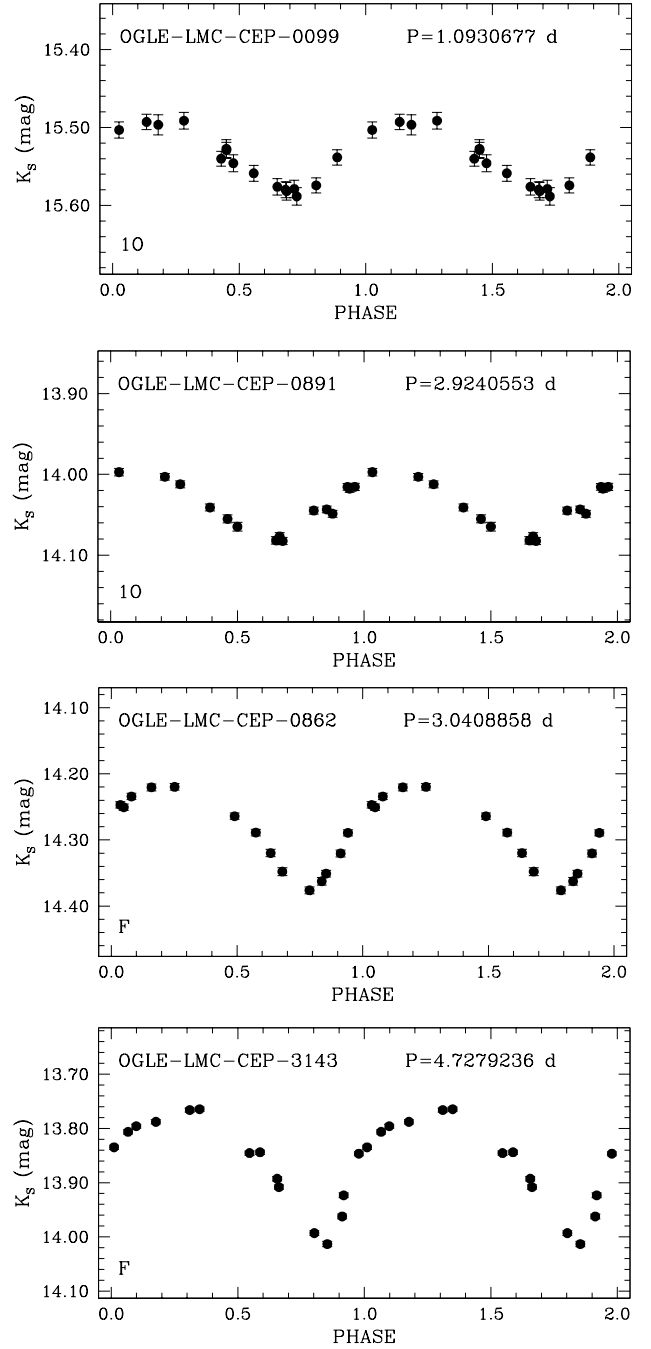 OGLE-LMC-CEP-0099 P=1.0930677 d
15.40
15.50
15.60
Ks (mag)
1O
0.0 0.5 1.0 1.5 2.0
PHASE
OGLE-LMC-CEP-0891 P=2.9240553 d
13.90
14.00
14.10
Ks (mag)
1O
0.0 0.5 1.0 1.5 2.0
PHASE
OGLE-LMC-CEP-0862 P=3.0408858 d
14.10
14.20
14.30
14.40
Ks (mag)
F
0.0 0.5 1.0 1.5 2.0
PHASE
OGLE-LMC-CEP-3143 P=4.7279236 d
13.70
13.80
13.90
14.00
14.10
Ks (mag)
F
0.0 0.5 1.0 1.5 2.0
PHASE